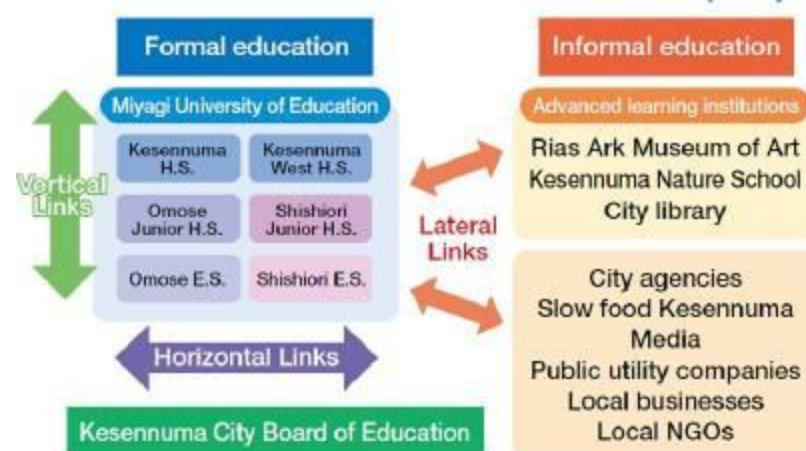 Formal education
Miyagi University of Education
Kesennuma
H.S.
Kesennuma
West H.S.
Omose
Junior H.S.
Shishiori
Junior H.S.
Omose E.S.
Shishiori E.S.
Vertical
Links
Horizontal Links
Kesennuma City Board of Education
Lateral
Links
Informal education
Advanced learning institutions
Rias Ark Museum of Art
Kesennuma Nature School
City library
City agencies
Slow food Kesennuma
Media
Public utility companies
Local businesses
Local NGOs